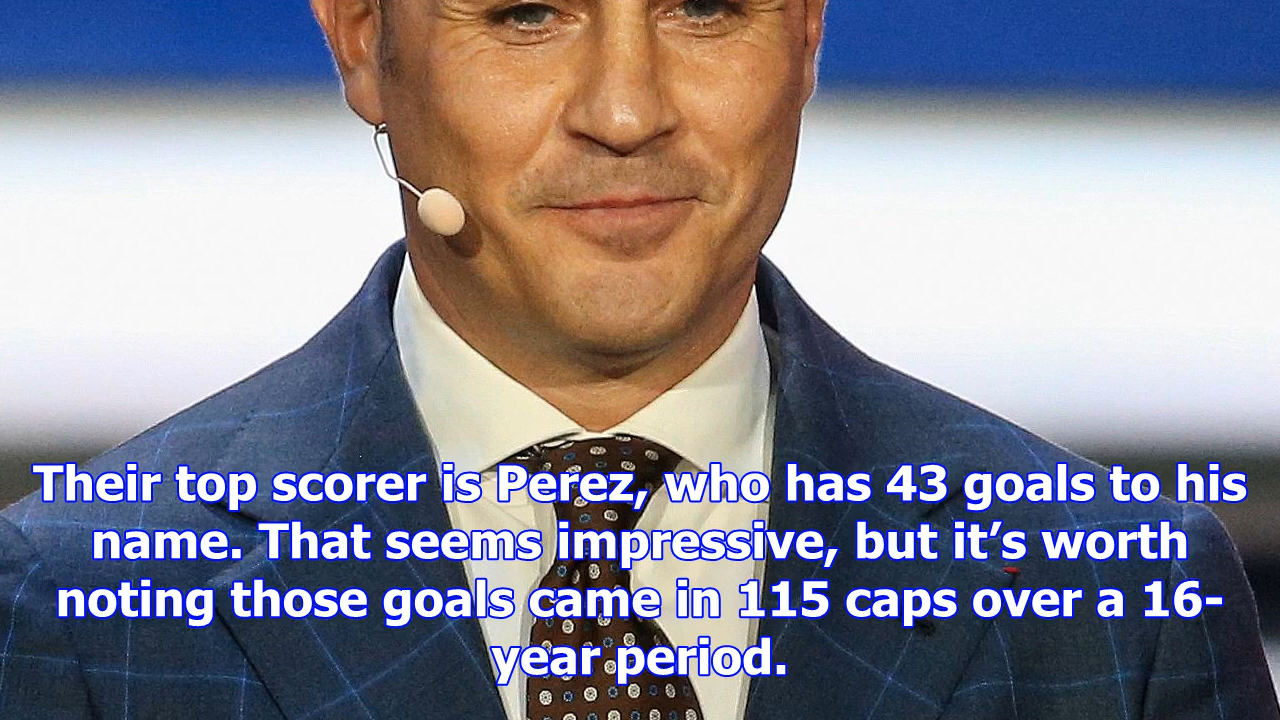 Their top scorer is Perez, who has 43 goals to his
name. That seems impressive, but it’s worth
noting those goals came in 115 caps over a 16-
year period.